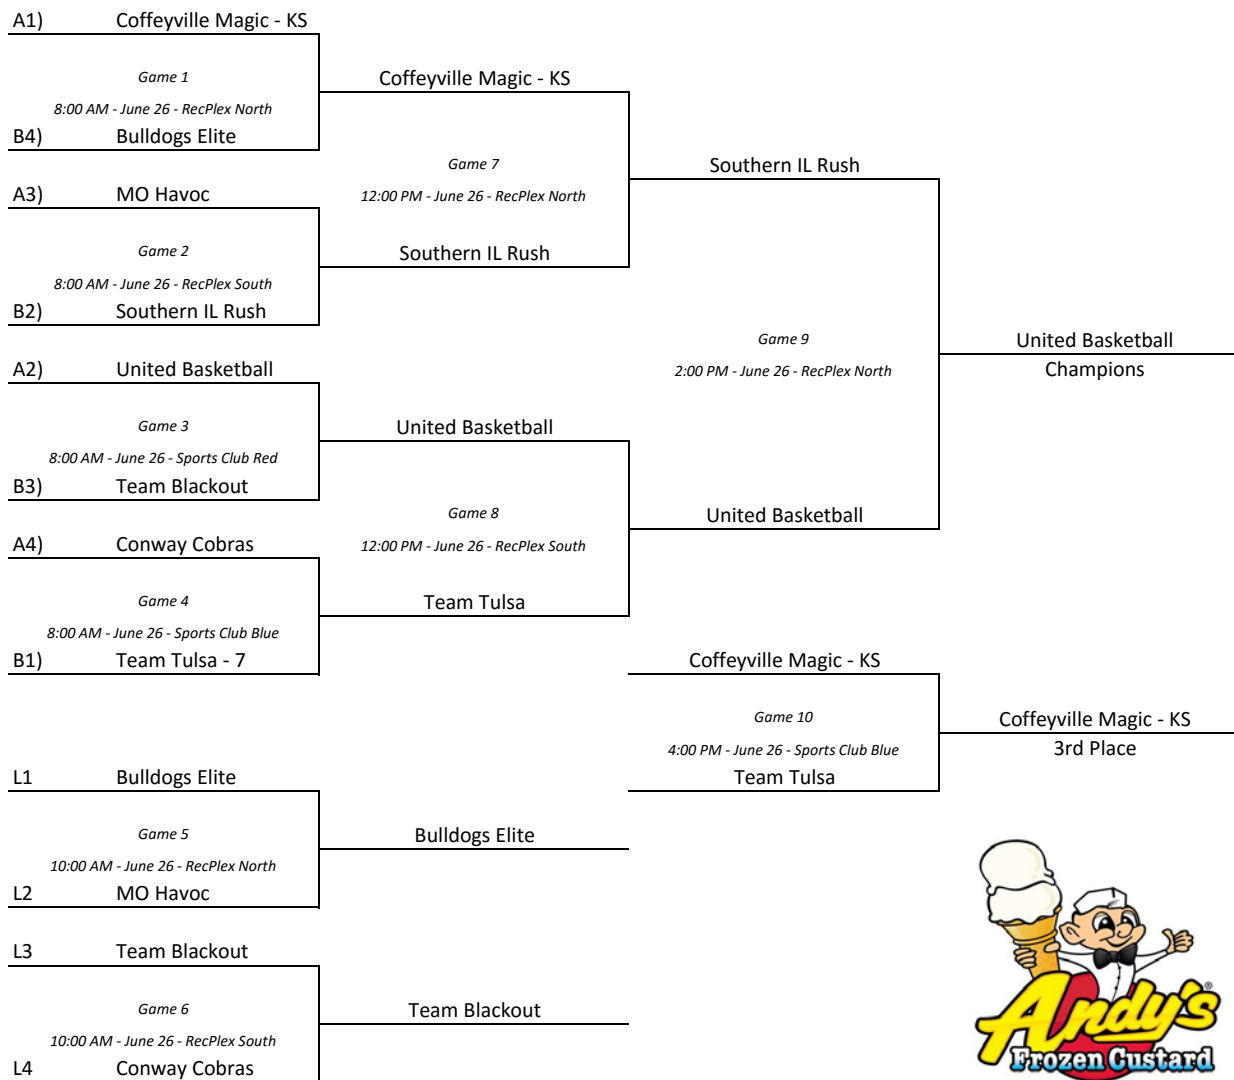 A1) Coffeyville Magic - KS
Game 1
8:00 AM - June 26 - RecPlex North
B4) Bulldogs Elite
Coffeyville Magic - KS
A3) MO Havoc
Game 2
8:00 AM - June 26 - RecPlex South
B2) Southern IL Rush
Game 7
12:00 PM - June 26 - RecPlex North
Southern IL Rush
Southern IL Rush
A2) United Basketball
Game 3
8:00 AM - June 26 - Sports Club Red
B3) Team Blackout
United Basketball
A4) Conway Cobras
Game 4
8:00 AM - June 26 - Sports Club Blue
B1) Team Tulsa - 7
Game 8
12:00 PM - June 26 - RecPlex South
Team Tulsa
Game 9
2:00 PM - June 26 - RecPlex North
United Basketball
United Basketball
Champions
Coffeyville Magic - KS
Game 10
4:00 PM - June 26 - Sports Club Blue
Team Tulsa
Coffeyville Magic - KS
3rd Place
L1 Bulldogs Elite
Game 5
10:00 AM - June 26 - RecPlex North
L2 MO Havoc
Bulldogs Elite
L3 Team Blackout
Game 6
10:00 AM - June 26 - RecPlex South
L4 Conway Cobras
Team Blackout
Andy's®
Frozen Custard